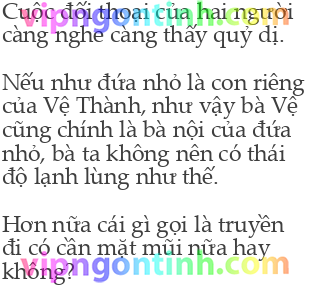 Cuộc đối thoại của hai người
càng nghe càng thấy quỷ dị.
Nếu như đứa nhỏ là con riêng
của Vệ Thành, như vậy bà Vệ
cũng chính là bà nội của đứa
nhỏ, bà ta không nên có thái
độ lạnh lùng như thế.
Hơn nữa cái gì gọi là truyền
đi có cần mặt mũi nữa hay
không?
vipngontinh.com
vipngontinh.com